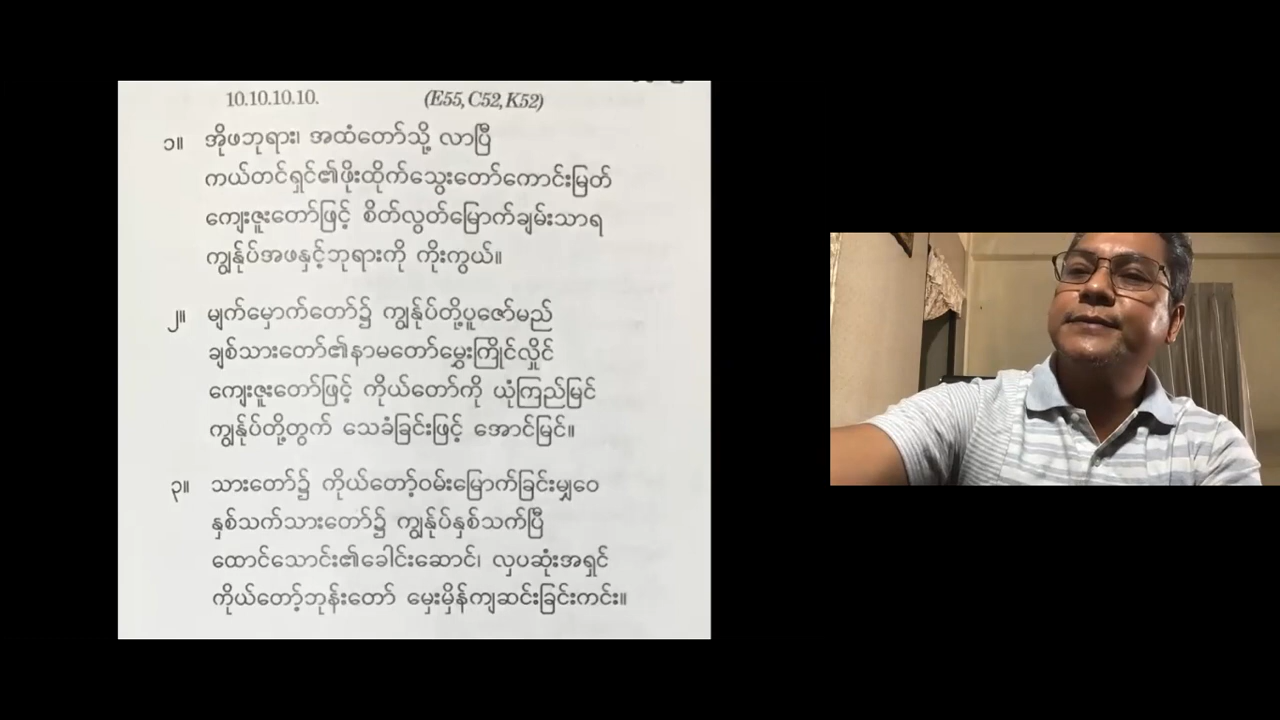 10.10.10.10. (E55, C52, K52)
၁။ အိုဖဘုရား၊ အထံတော်သို့ လာပြီ
ကယ်တင်ရှင်၏ဖိုးထိုက်သွေးတော်ကောင်းမြတ်
ကျေးဇူးတော်ဖြင့် စိတ်လွတ်မြောက်ချမ်းသာရ
ကျွန်ုပ်အဖနှင့်ဘုရားကို ကိုးကွယ်။
၂။ မျက်မှောက်တော်၌ ကျွန်ုပ်တို့ပူဇော်မည်
ချစ်သားတော်၏နာမတော်မွှေးကြိုင်လှိုင်
ကျေးဇူးတော်ဖြင့် ကိုယ်တော်ကို ယုံကြည်မြင်
ကျွန်ုပ်တို့တွက် သေခံခြင်းဖြင့် အောင်မြင်။
၃။ သားတော်၌ ကိုယ်တော့်ဝမ်းမြောက်ခြင်းမျှဝေ
နှစ်သက်သားတော်၌ ကျွန်ုပ်နှစ်သက်ပြီ
ထောင်သောင်း၏ခေါင်းဆောင်၊ လှပဆုံးအရှင်
ကိုယ်တော့်ဘုန်းတော် မှေးမှိန်ကျဆင်းခြင်းကင်း။